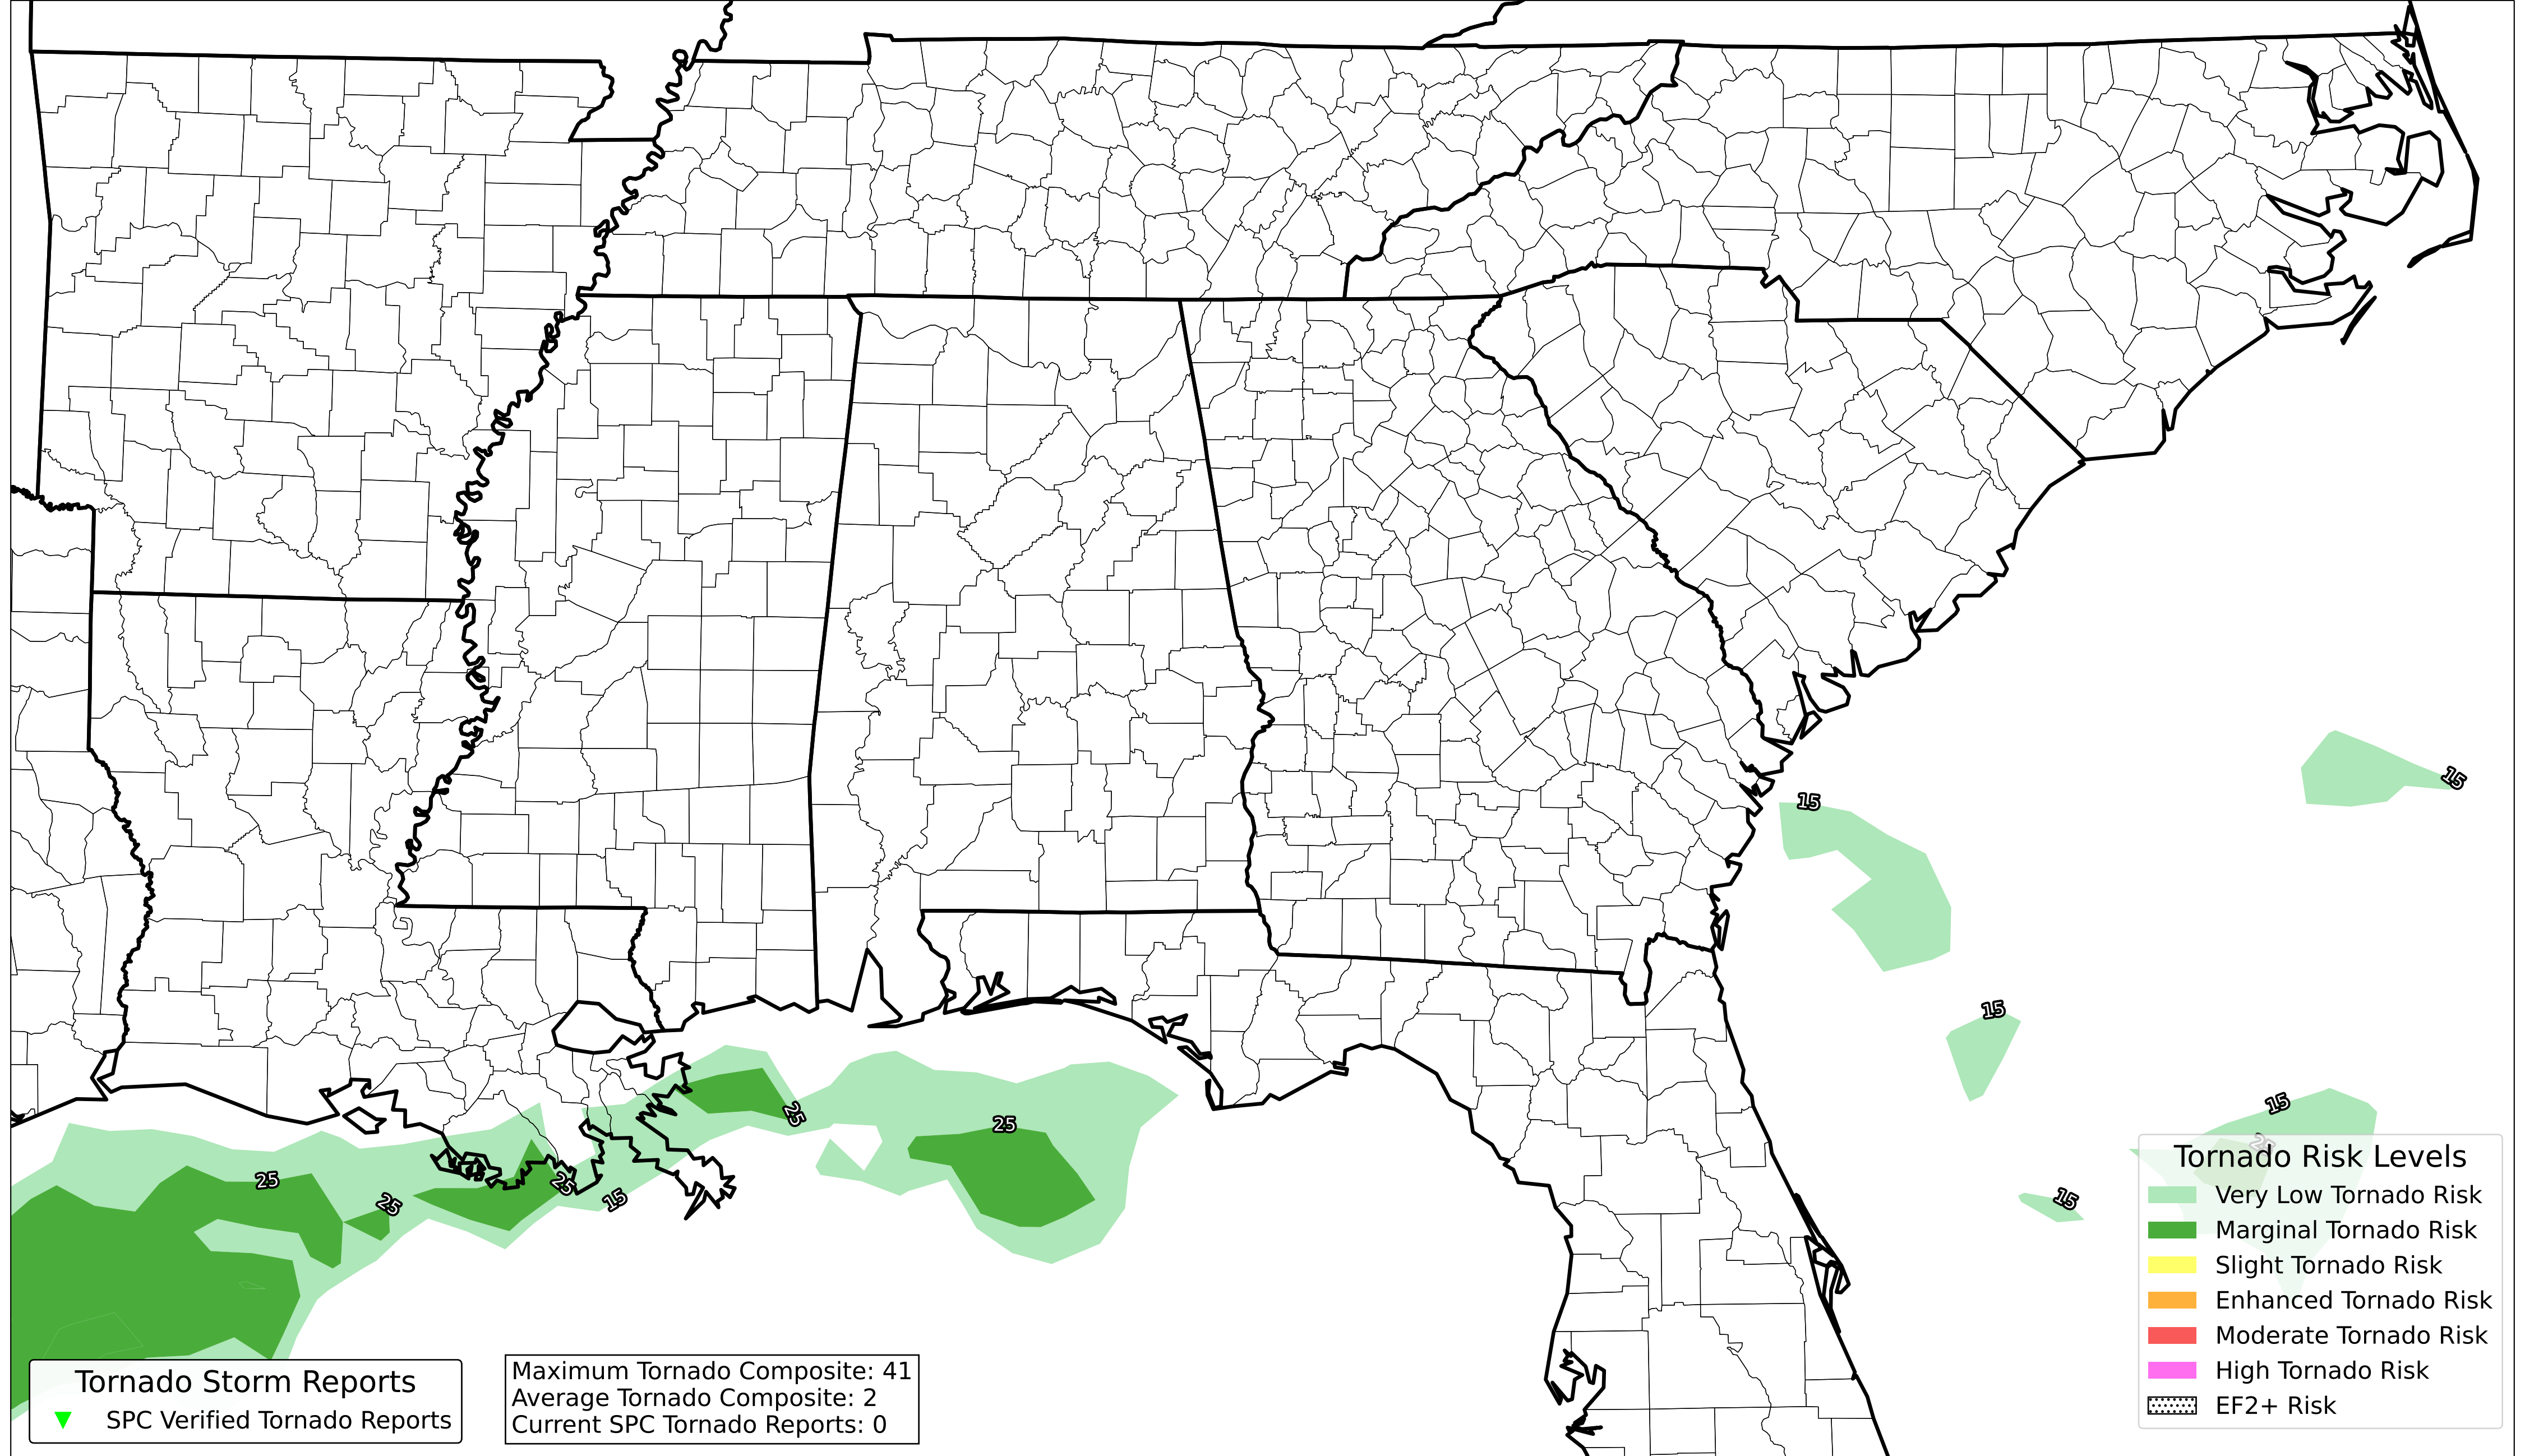 15
15
15
15
25
15
25
25
25
25
25
15
Tornado Risk Levels
Very Low Tornado Risk
Marginal Tornado Risk
Slight Tornado Risk
Enhanced Tornado Risk
Moderate Tornado Risk
High Tornado Risk
EF2+ Risk
Tornado Storm Reports
SPC Verified Tornado Reports
Maximum Tornado Composite: 41
Average Tornado Composite: 2
Current SPC Tornado Reports: 0